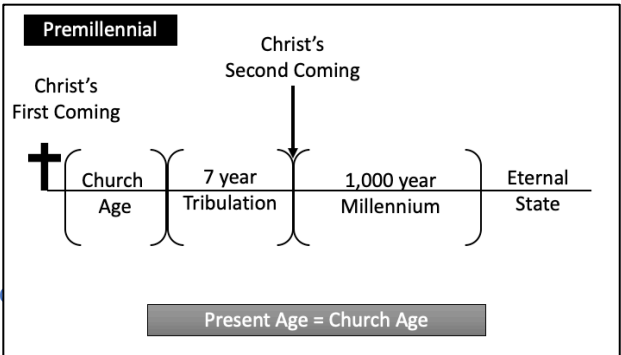 Premillennial
Christ's
Second Coming
Christ's
First Coming
Church
Age
7 year
Tribulation
1,000 year
Millennium
Eternal
State
Present Age = Church Age